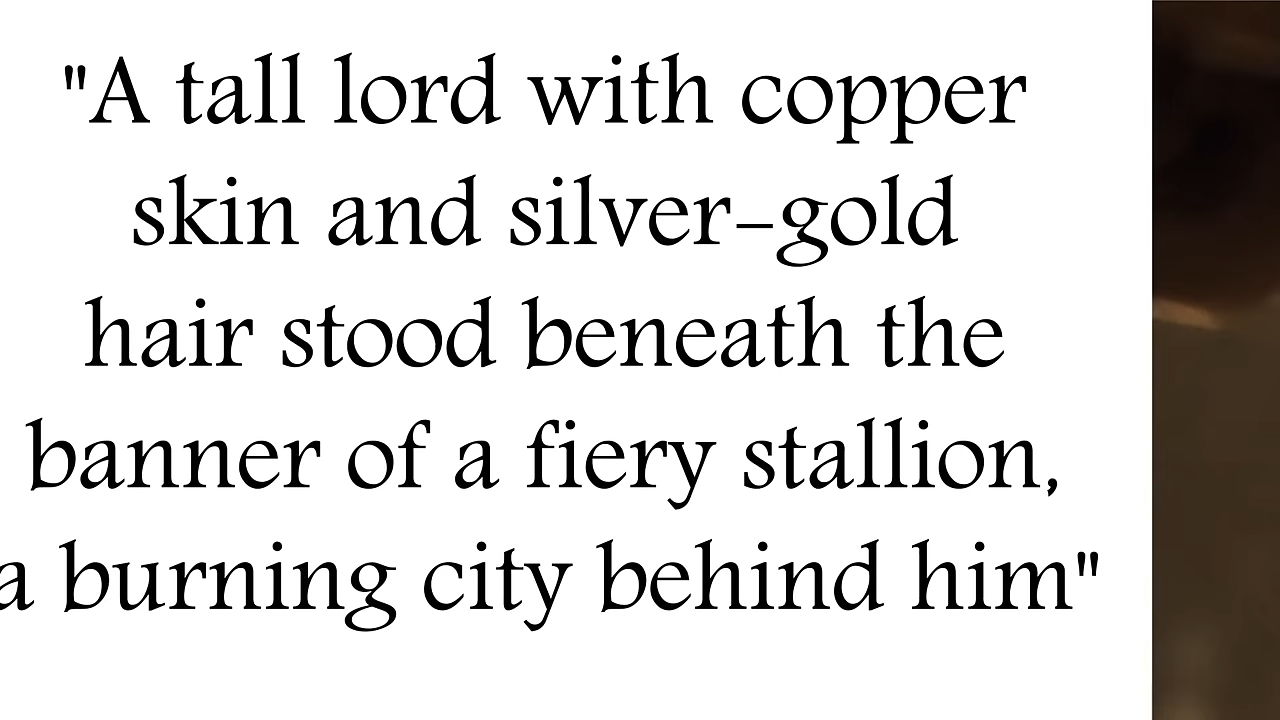 "A tall lord with copper
skin and silver-gold
hair stood beneath the
banner of a fiery stallion,
a burning city behind him"